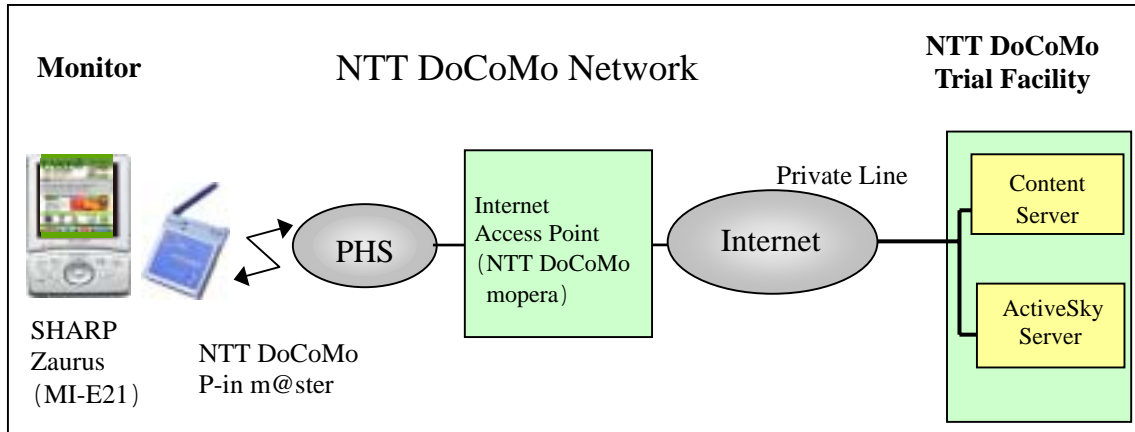 Monitor
NTT DoCoMo Network
NTT DoCoMo
Trial Facility
SHARP
Zaurus
(MI-E21)
NTT DoCoMo
P-in m@ster
PHS
Internet
Access Point
(NTT DoCoMo
mopera)
Private Line
Internet
Content
Server
ActiveSky
Server